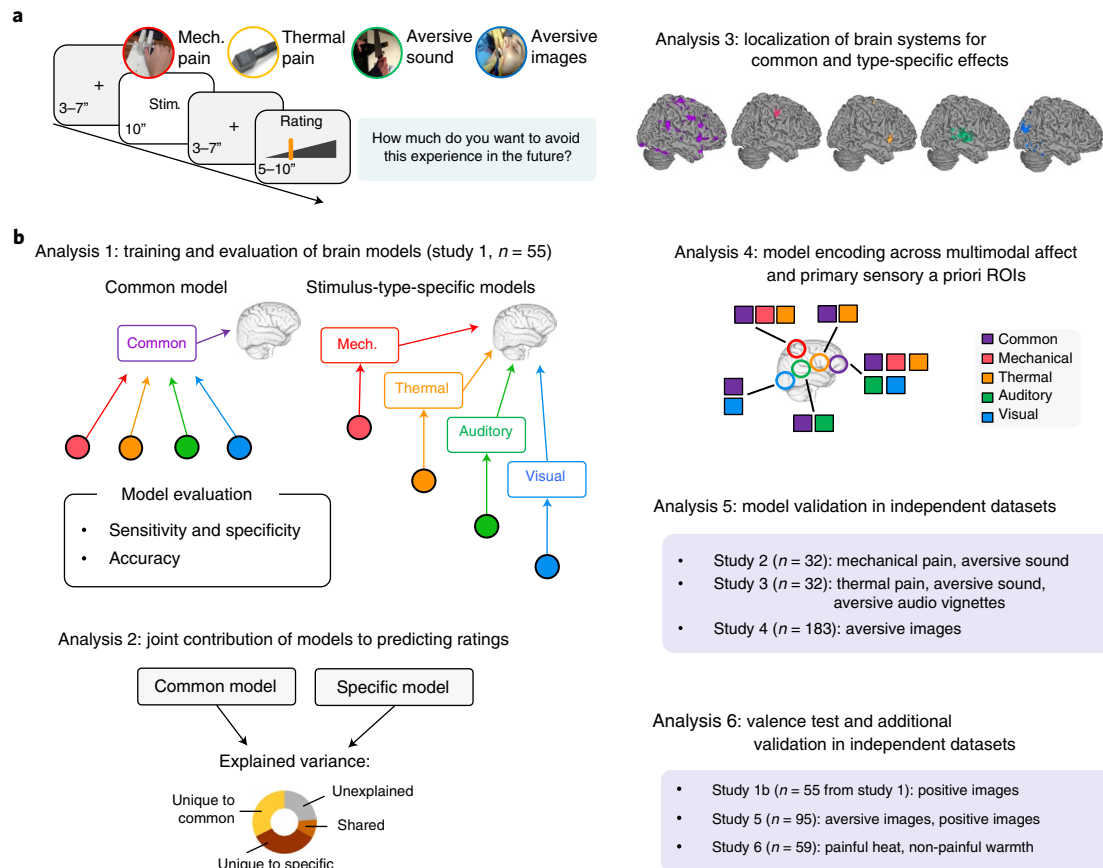 a
Mech. pain
Thermal pain
Aversive sound
Aversive images
+
3–7”
Stim.
10”
+
3–7”
Rating
5–10”
How much do you want to avoid
this experience in the future?
b
Analysis 1: training and evaluation of brain models (study 1, n = 55)
Common model
Common
Stimulus-type-specific models
Mech.
Thermal
Auditory
Visual
Model evaluation
• Sensitivity and specificity
• Accuracy
Analysis 2: joint contribution of models to predicting ratings
Common model
Specific model
Explained variance:
Unique to
common
Unexplained
Shared
Unique to specific
Analysis 3: localization of brain systems for
common and type-specific effects
Analysis 4: model encoding across multimodal affect
and primary sensory a priori ROIs
Common
Mechanical
Thermal
Auditory
Visual
Analysis 5: model validation in independent datasets
• Study 2 (n = 32): mechanical pain, aversive sound
• Study 3 (n = 32): thermal pain, aversive sound,
aversive audio vignettes
• Study 4 (n = 183): aversive images
Analysis 6: valence test and additional
validation in independent datasets
• Study 1b (n = 55 from study 1): positive images
• Study 5 (n = 95): aversive images, positive images
• Study 6 (n = 59): painful heat, non-painful warmth